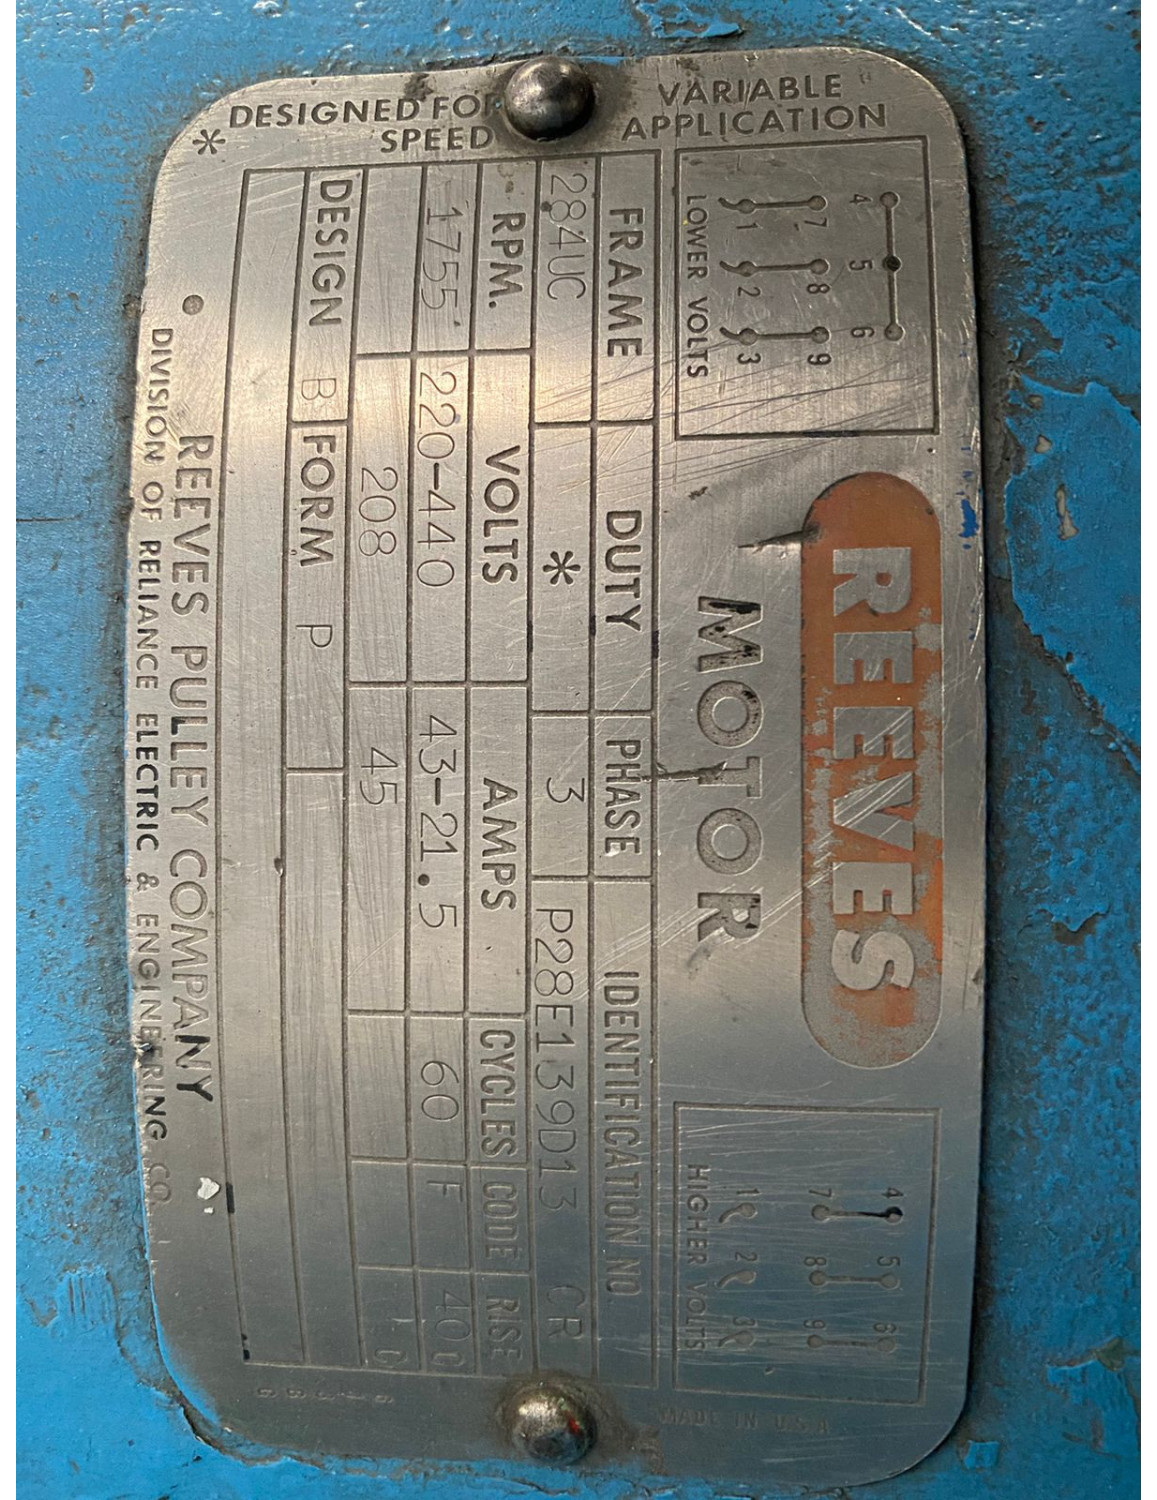 * DESIGNED FOR VARIABLE
SPEED APPLICATION
4 5 6
7 8 9
1 2 3
LOWER VOLTS
REEVES
MOTOR
4 5 6
7 8 9
1 2 3
HIGHER VOLTS
FRAME DUTY PHASE IDENTIFICATION NO.
284UC * 3 P28E139D13 CR
RPM. VOLTS AMPS CYCLES CODE RISE
1755 220-440 43-21.5 60 F 40C
208 45 C
DESIGN B FORM P
REEVES PULLEY COMPANY
DIVISION OF RELIANCE ELECTRIC & ENGINEERING CO.
MADE IN U.S.A